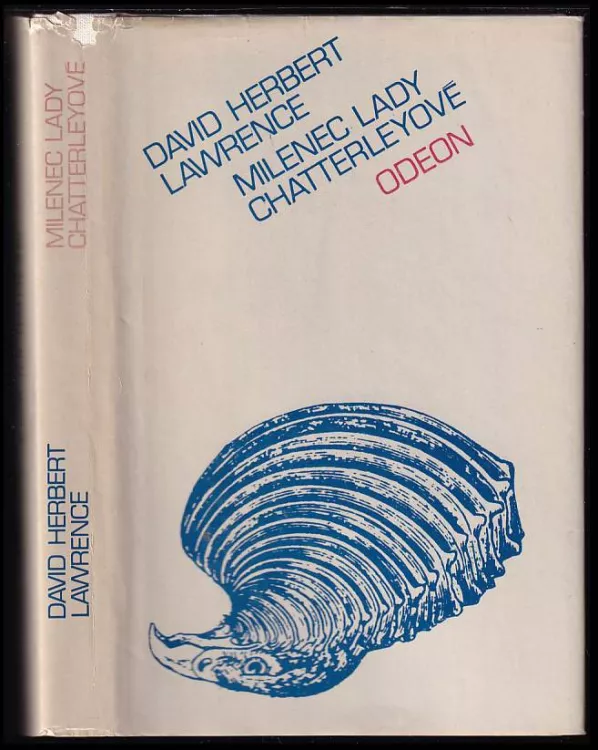 DAVID HERBERT
LAWRENCE
MILENEC LADY
CHATTERLEYOVÉ
ODEON
MILENEC LADY
CHATTERLEYOVÉ
DAVID HERBERT
LAWRENCE